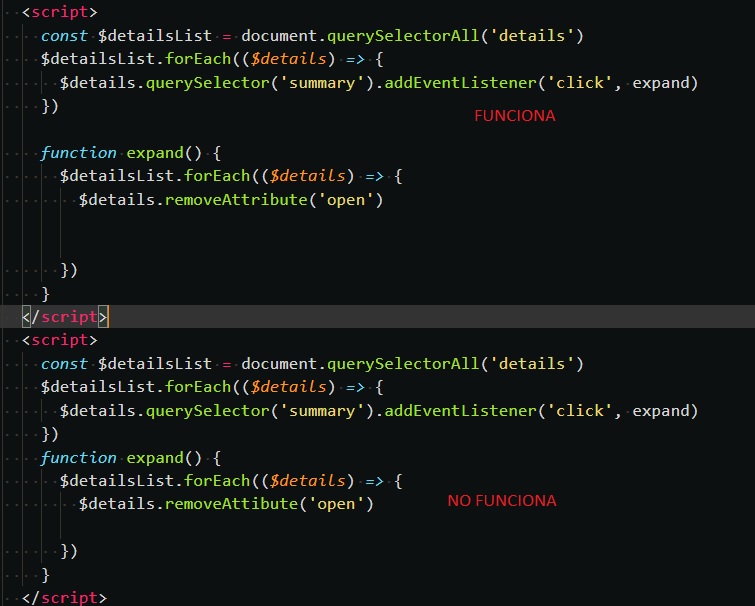 <script>
const $detailsList = document.querySelectorAll('details')
$detailsList.forEach(($details) => {
$details.querySelector('summary').addEventListener('click', expand)
})
FUNCIONA
function expand() {
$detailsList.forEach(($details) => {
$details.removeAttribute('open')
})
}
</script>
<script>
const $detailsList = document.querySelectorAll('details')
$detailsList.forEach(($details) => {
$details.querySelector('summary').addEventListener('click', expand)
})
function expand() {
$detailsList.forEach(($details) => {
$details.removeAttibute('open')
NO FUNCIONA
})
}
</script>